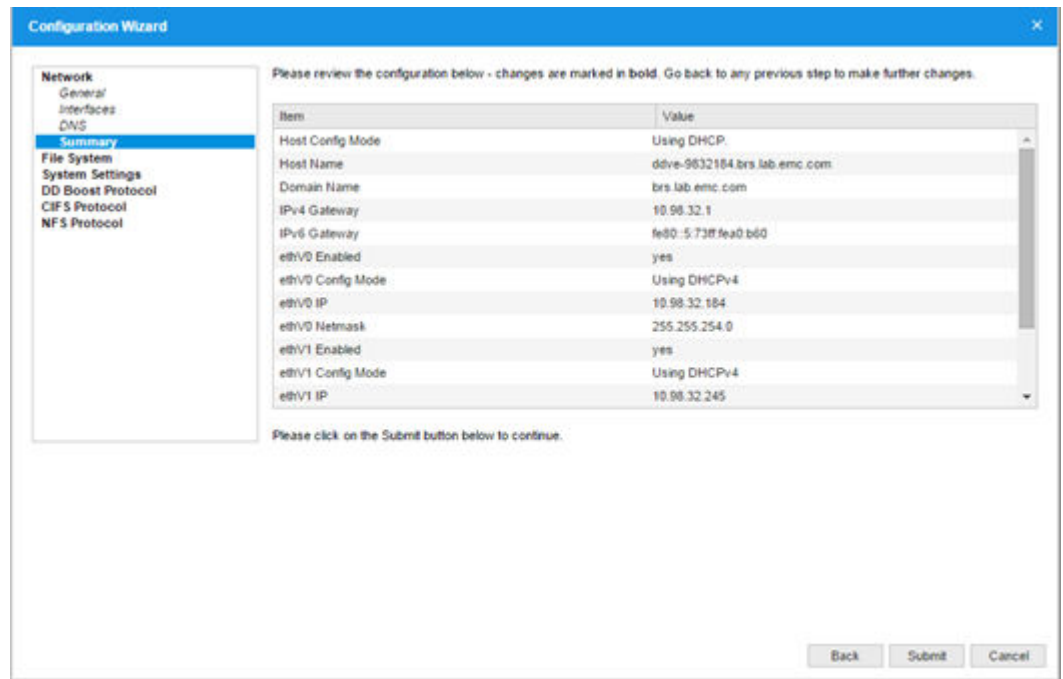 Configuration Wizard
×
Network
General
Interfaces
DNS
Summary
File System
System Settings
DD Boost Protocol
CIFS Protocol
NFS Protocol
Please review the configuration below - changes are marked in bold. Go back to any previous step to make further changes.
Item Value
Host Config Mode Using DHCP.
Host Name ddve-9832184.brs.lab.emc.com
Domain Name brs.lab.emc.com
IPv4 Gateway 10.98.32.1
IPv6 Gateway fe80::5:73ff:fea0:b60
ethV0 Enabled yes
ethV0 Config Mode Using DHCPv4
ethV0 IP 10.98.32.184
ethV0 Netmask 255.255.254.0
ethV1 Enabled yes
ethV1 Config Mode Using DHCPv4
ethV1 IP 10.98.32.245
Please click on the Submit button below to continue.
Back Submit Cancel